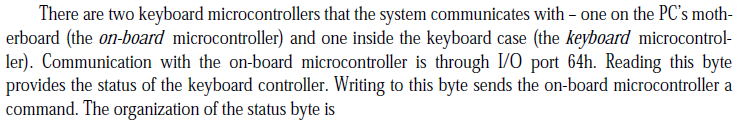 There are two keyboard microcontrollers that the system communicates with – one on the PC's moth-
erboard (the on-board microcontroller) and one inside the keyboard case (the keyboard microcontrol-
ler). Communication with the on-board microcontroller is through I/O port 64h. Reading this byte
provides the status of the keyboard controller. Writing to this byte sends the on-board microcontroller a
command. The organization of the status byte is